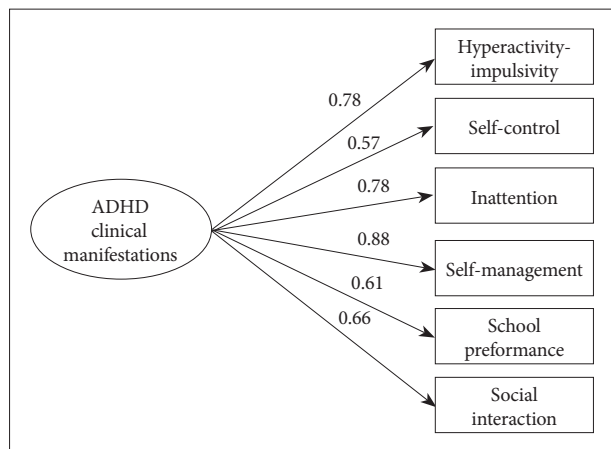 Hyperactivity-
impulsivity
0.78
Self-control
0.57
Inattention
0.78
ADHD
clinical
manifestations
0.88
Self-management
0.61
School
preformance
0.66
Social
interaction